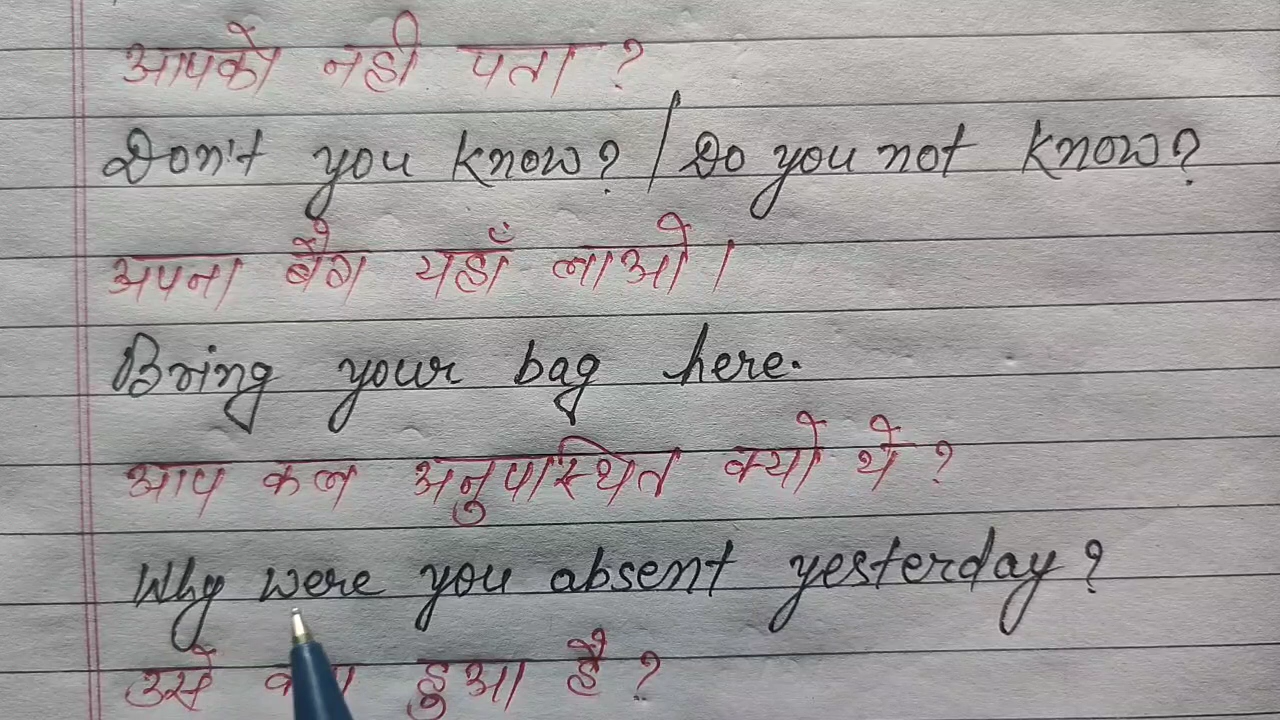 आपको नही पता ?
Don't you know? / Do you not know?
अपना बैग यहाँ लाओ ।
Bring your bag here.
आप कल अनुपास्थित क्यो थे ?
Why were you absent yesterday?
उसे हुआ है ?